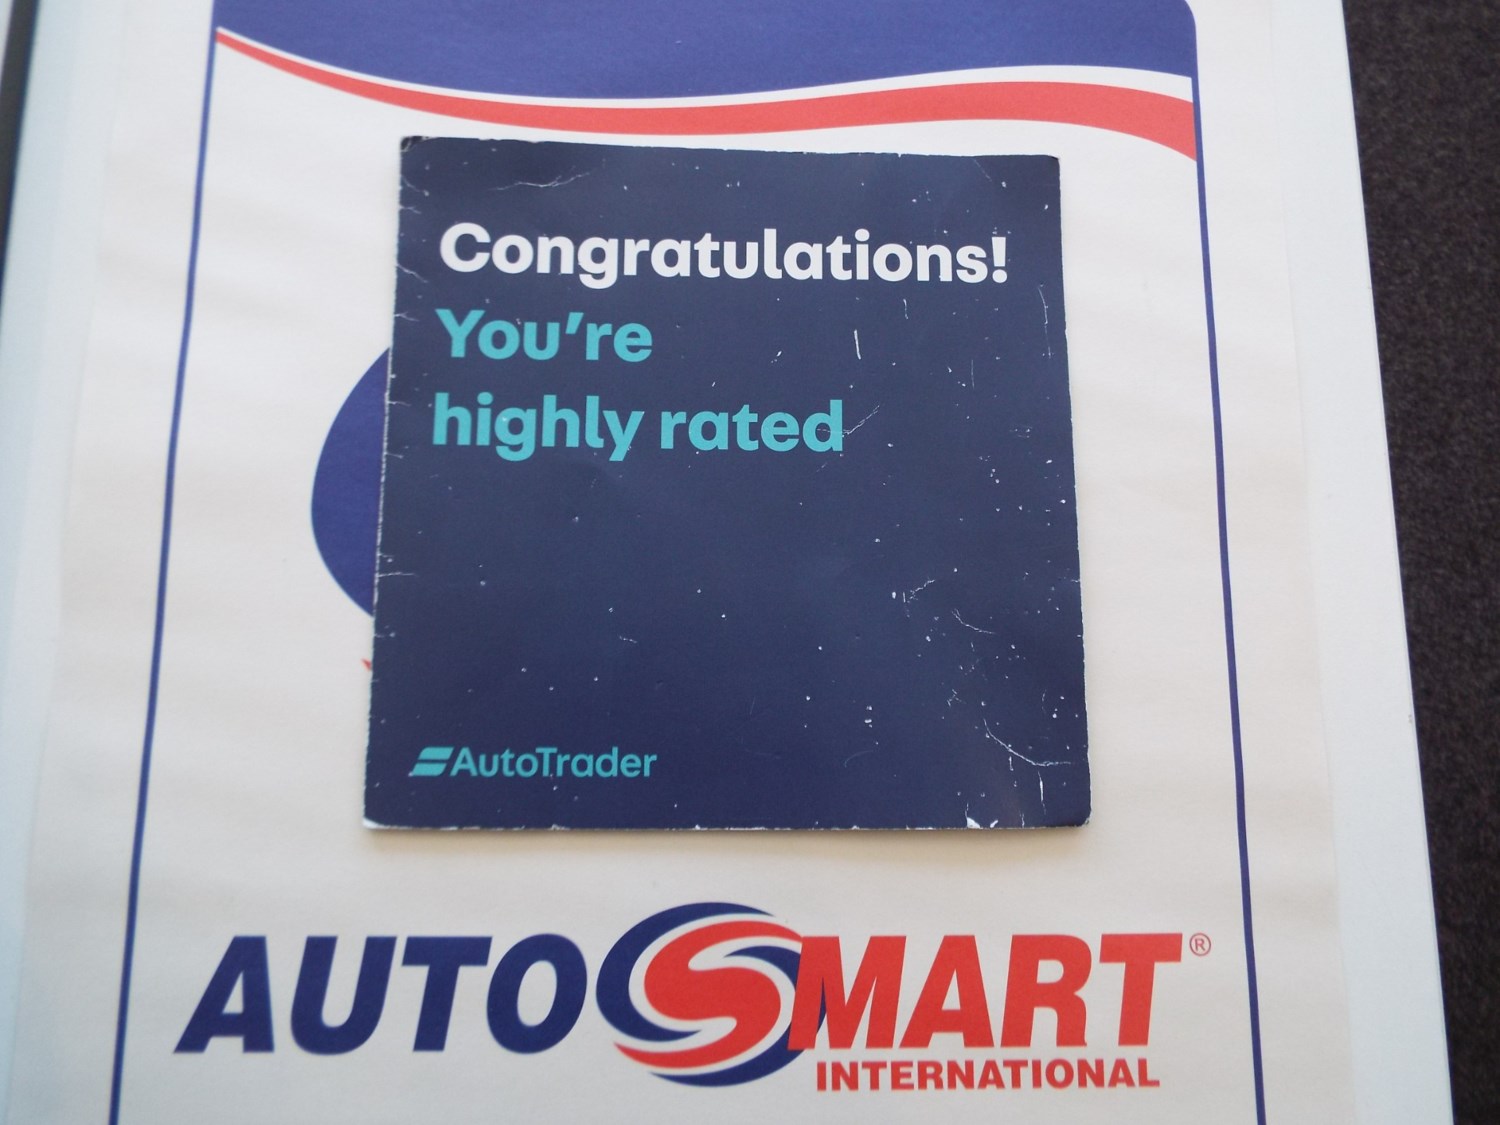 Congratulations!
You're
highly rated
AutoTrader
AUTOSMART®
INTERNATIONAL